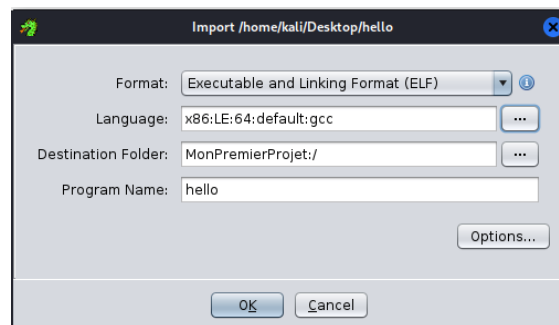 Import /home/kali/Desktop/hello
Format: Executable and Linking Format (ELF)
Language: x86:LE:64:default:gcc ...
Destination Folder: MonPremierProjet:/ ...
Program Name: hello
Options...
OK Cancel